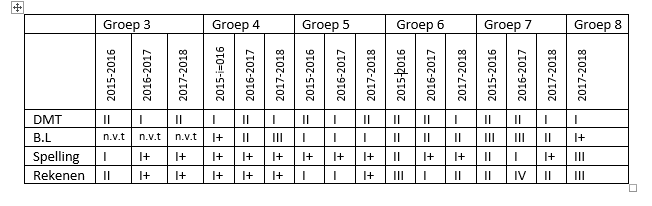 Groep 3 Groep 4 Groep 5 Groep 6 Groep 7 Groep 8
2015-2016 2016-2017 2017-2018 2015-i=016 2016-2017 2017-2018 2015-2016 2016-2017 2017-2018 2015-2016 2016-2017 2017-2018 2015-2016 2016-2017 2017-2018 2017-2018
DMT II I II I II I II I II II II I II II I I
B.L n.v.t n.v.t n.v.t I+ II III I I I II II II III III II I+
Spelling I I+ I+ I+ I+ I+ I+ I+ I+ II I+ I+ II I I+ III
Rekenen II I+ I+ I+ I+ I+ I I I+ III I II II IV II III